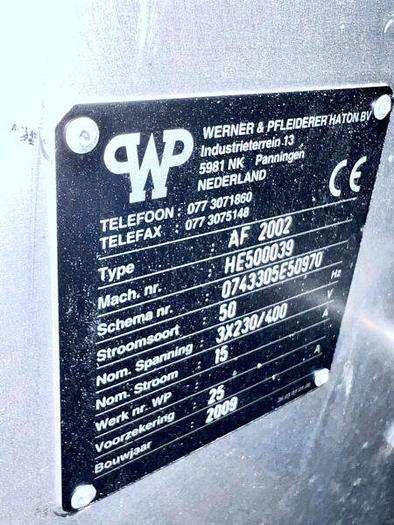 WP
WERNER & PFLEIDERER HATON BV
Industrieterrein 13
5981 NK Panningen
NEDERLAND
TELEFOON : 077 3071860
TELEFAX : 077 3075148
CE
Type : AF 2002
Mach. nr. : HE500039
Schema nr. : 0743305E50970
Stroomsoort : 50 Hz
Nom. Spanning : 3X230/400 V
Nom. Stroom : 15 A
Werk nr. WP :
Voorzekering : 25 A
Bouwjaar : 2009